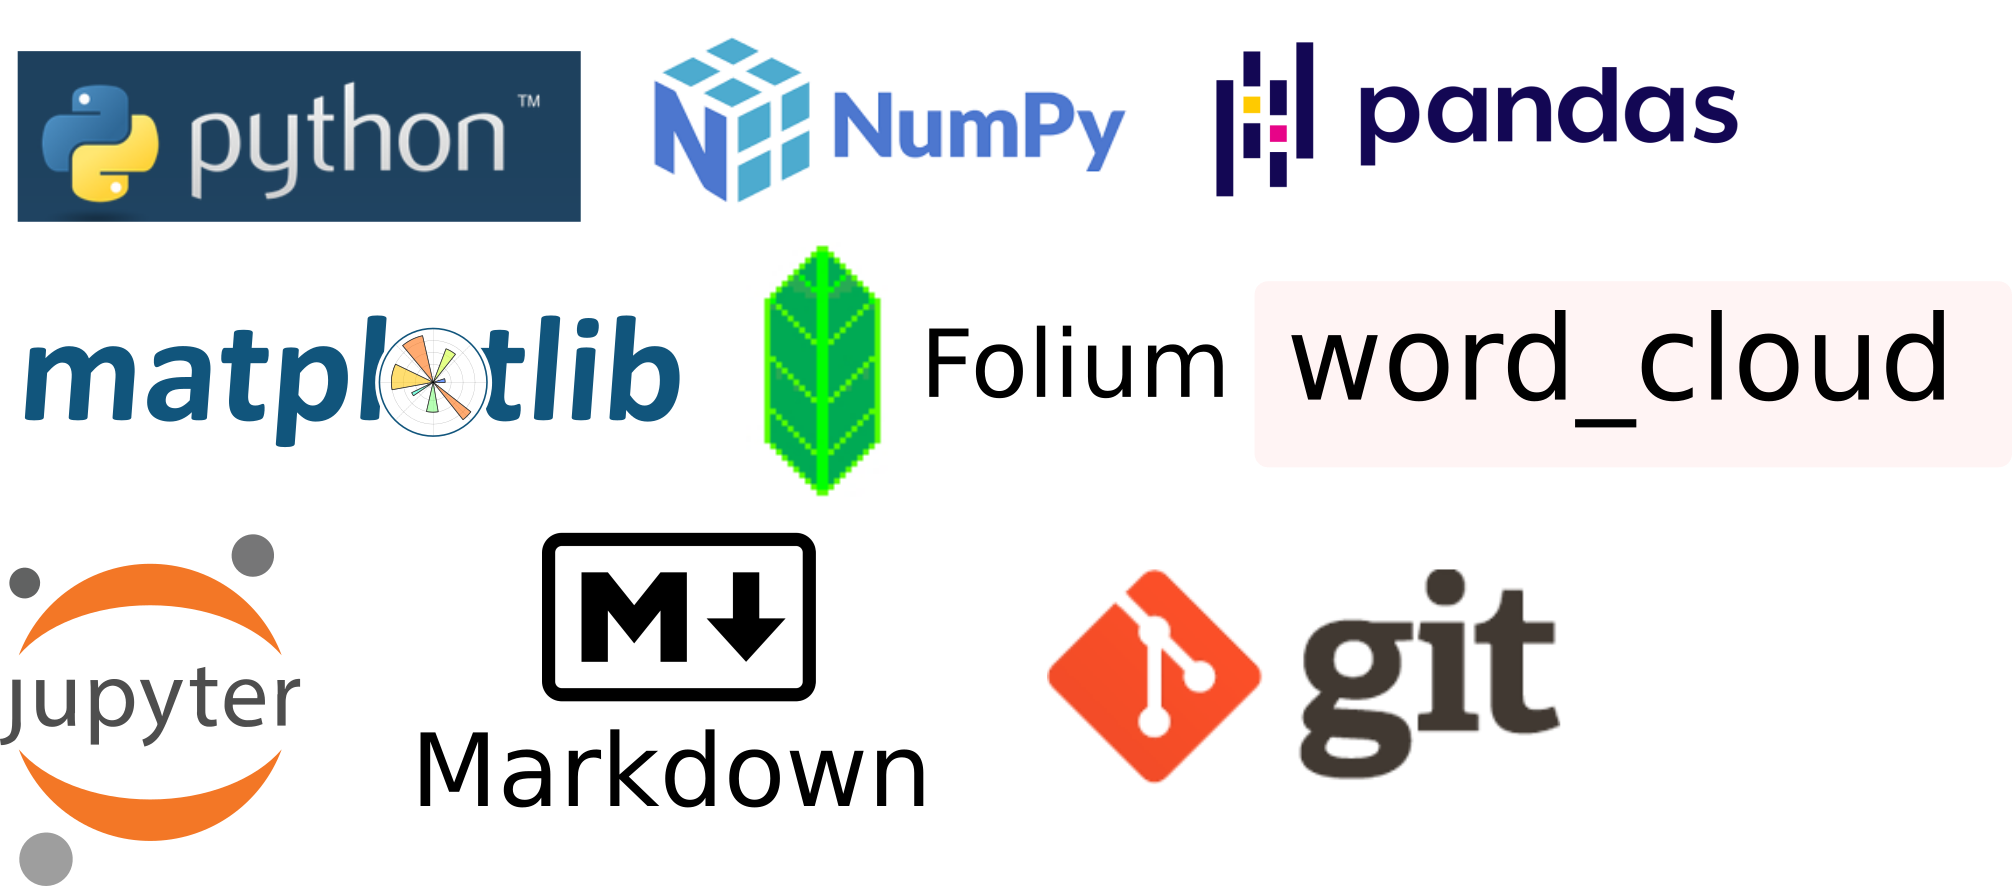 python™
NumPy
pandas
matplotlib
Folium
word_cloud
jupyter
M
Markdown
git